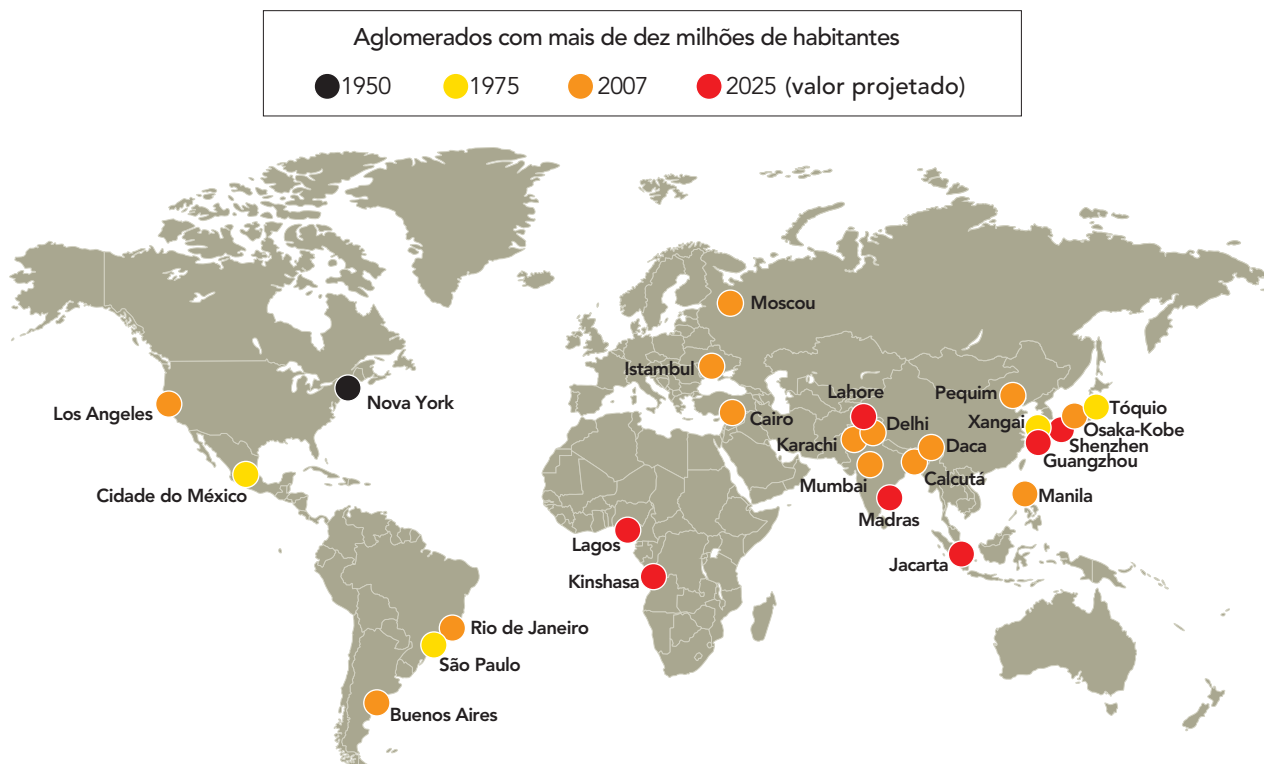 Aglomerados com mais de dez milhões de habitantes
1950 1975 2007 2025 (valor projetado)
Moscou
Istambul
Lahore
Pequim
Nova York
Los Angeles
Cairo
Tóquio
Xangai
Delhi
Osaka-Kobe
Karachi
Daca
Shenzhen
Guangzhou
Calcutá
Mumbai
Cidade do México
Manila
Madras
Lagos
Jacarta
Kinshasa
Rio de Janeiro
São Paulo
Buenos Aires